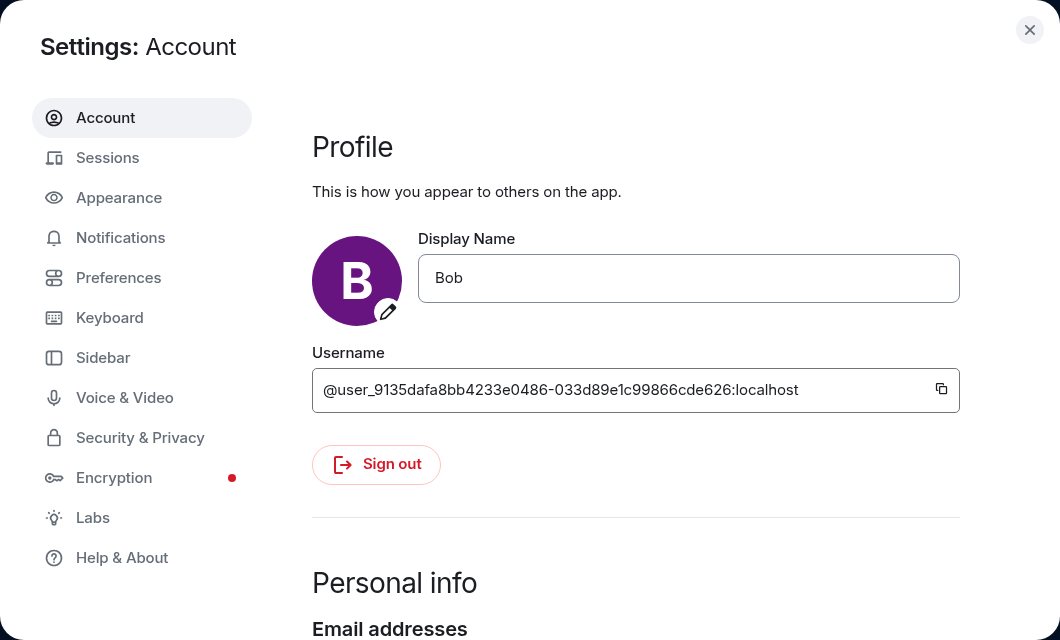 Settings: Account
Account
Sessions
Appearance
Notifications
Preferences
Keyboard
Sidebar
Voice & Video
Security & Privacy
Encryption
Labs
Help & About
Profile
This is how you appear to others on the app.
B
Display Name
Bob
Username
@user_9135dafa8bb4233e0486-033d89e1c99866cde626:localhost
Sign out
Personal info
Email addresses